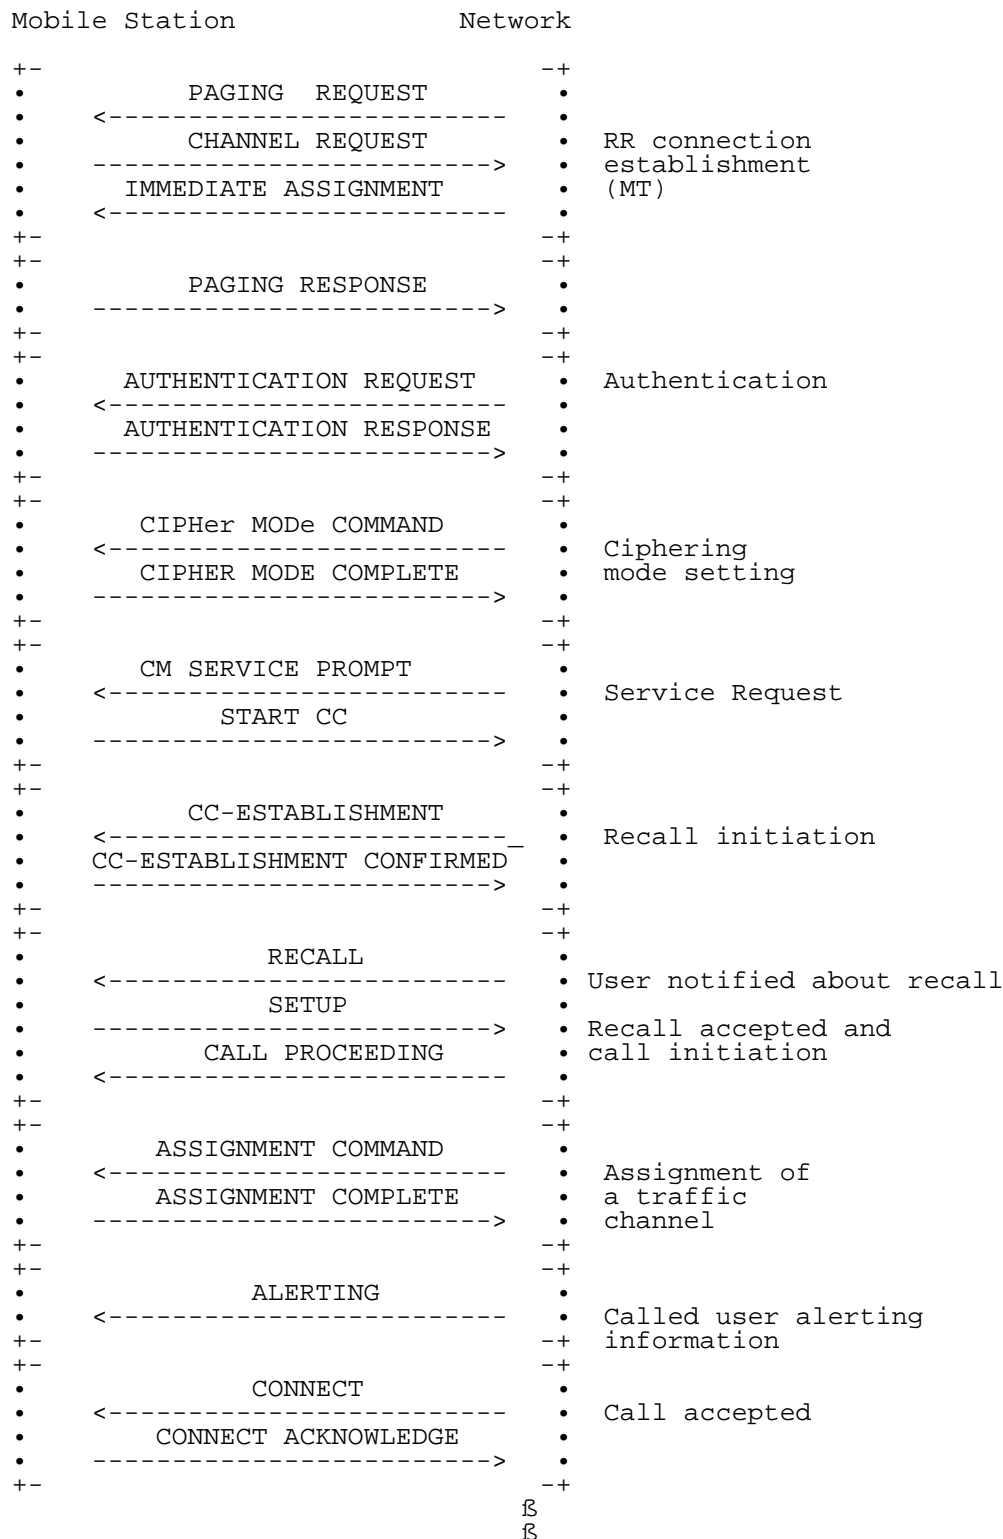 Mobile Station Network
+- -+
• PAGING REQUEST •
• <-------------------------- •
• CHANNEL REQUEST • RR connection
• -------------------------> • establishment
• IMMEDIATE ASSIGNMENT • (MT)
• <-------------------------- •
+- -+
+- -+
• PAGING RESPONSE •
• -------------------------> •
+- -+
+- -+
• AUTHENTICATION REQUEST • Authentication
• <-------------------------- •
• AUTHENTICATION RESPONSE •
• -------------------------> •
+- -+
+- -+
• CIPHer MODe COMMAND •
• <-------------------------- • Ciphering
• CIPHER MODE COMPLETE • mode setting
• -------------------------> •
+- -+
+- -+
• CM SERVICE PROMPT •
• <-------------------------- • Service Request
• START CC •
• -------------------------> •
+- -+
+- -+
• CC-ESTABLISHMENT •
• <--------------------------_ • Recall initiation
• CC-ESTABLISHMENT CONFIRMED •
• -------------------------> •
+- -+
+- -+
• RECALL •
• <-------------------------- • User notified about recall
• SETUP •
• -------------------------> • Recall accepted and
• CALL PROCEEDING • call initiation
• <-------------------------- •
+- -+
+- -+
• ASSIGNMENT COMMAND •
• <-------------------------- • Assignment of
• ASSIGNMENT COMPLETE • a traffic
• -------------------------> • channel
+- -+
+- -+
• ALERTING •
• <-------------------------- • Called user alerting
+- -+ information
+- -+
• CONNECT •
• <-------------------------- • Call accepted
• CONNECT ACKNOWLEDGE •
• -------------------------> •
+- -+
ß
ß